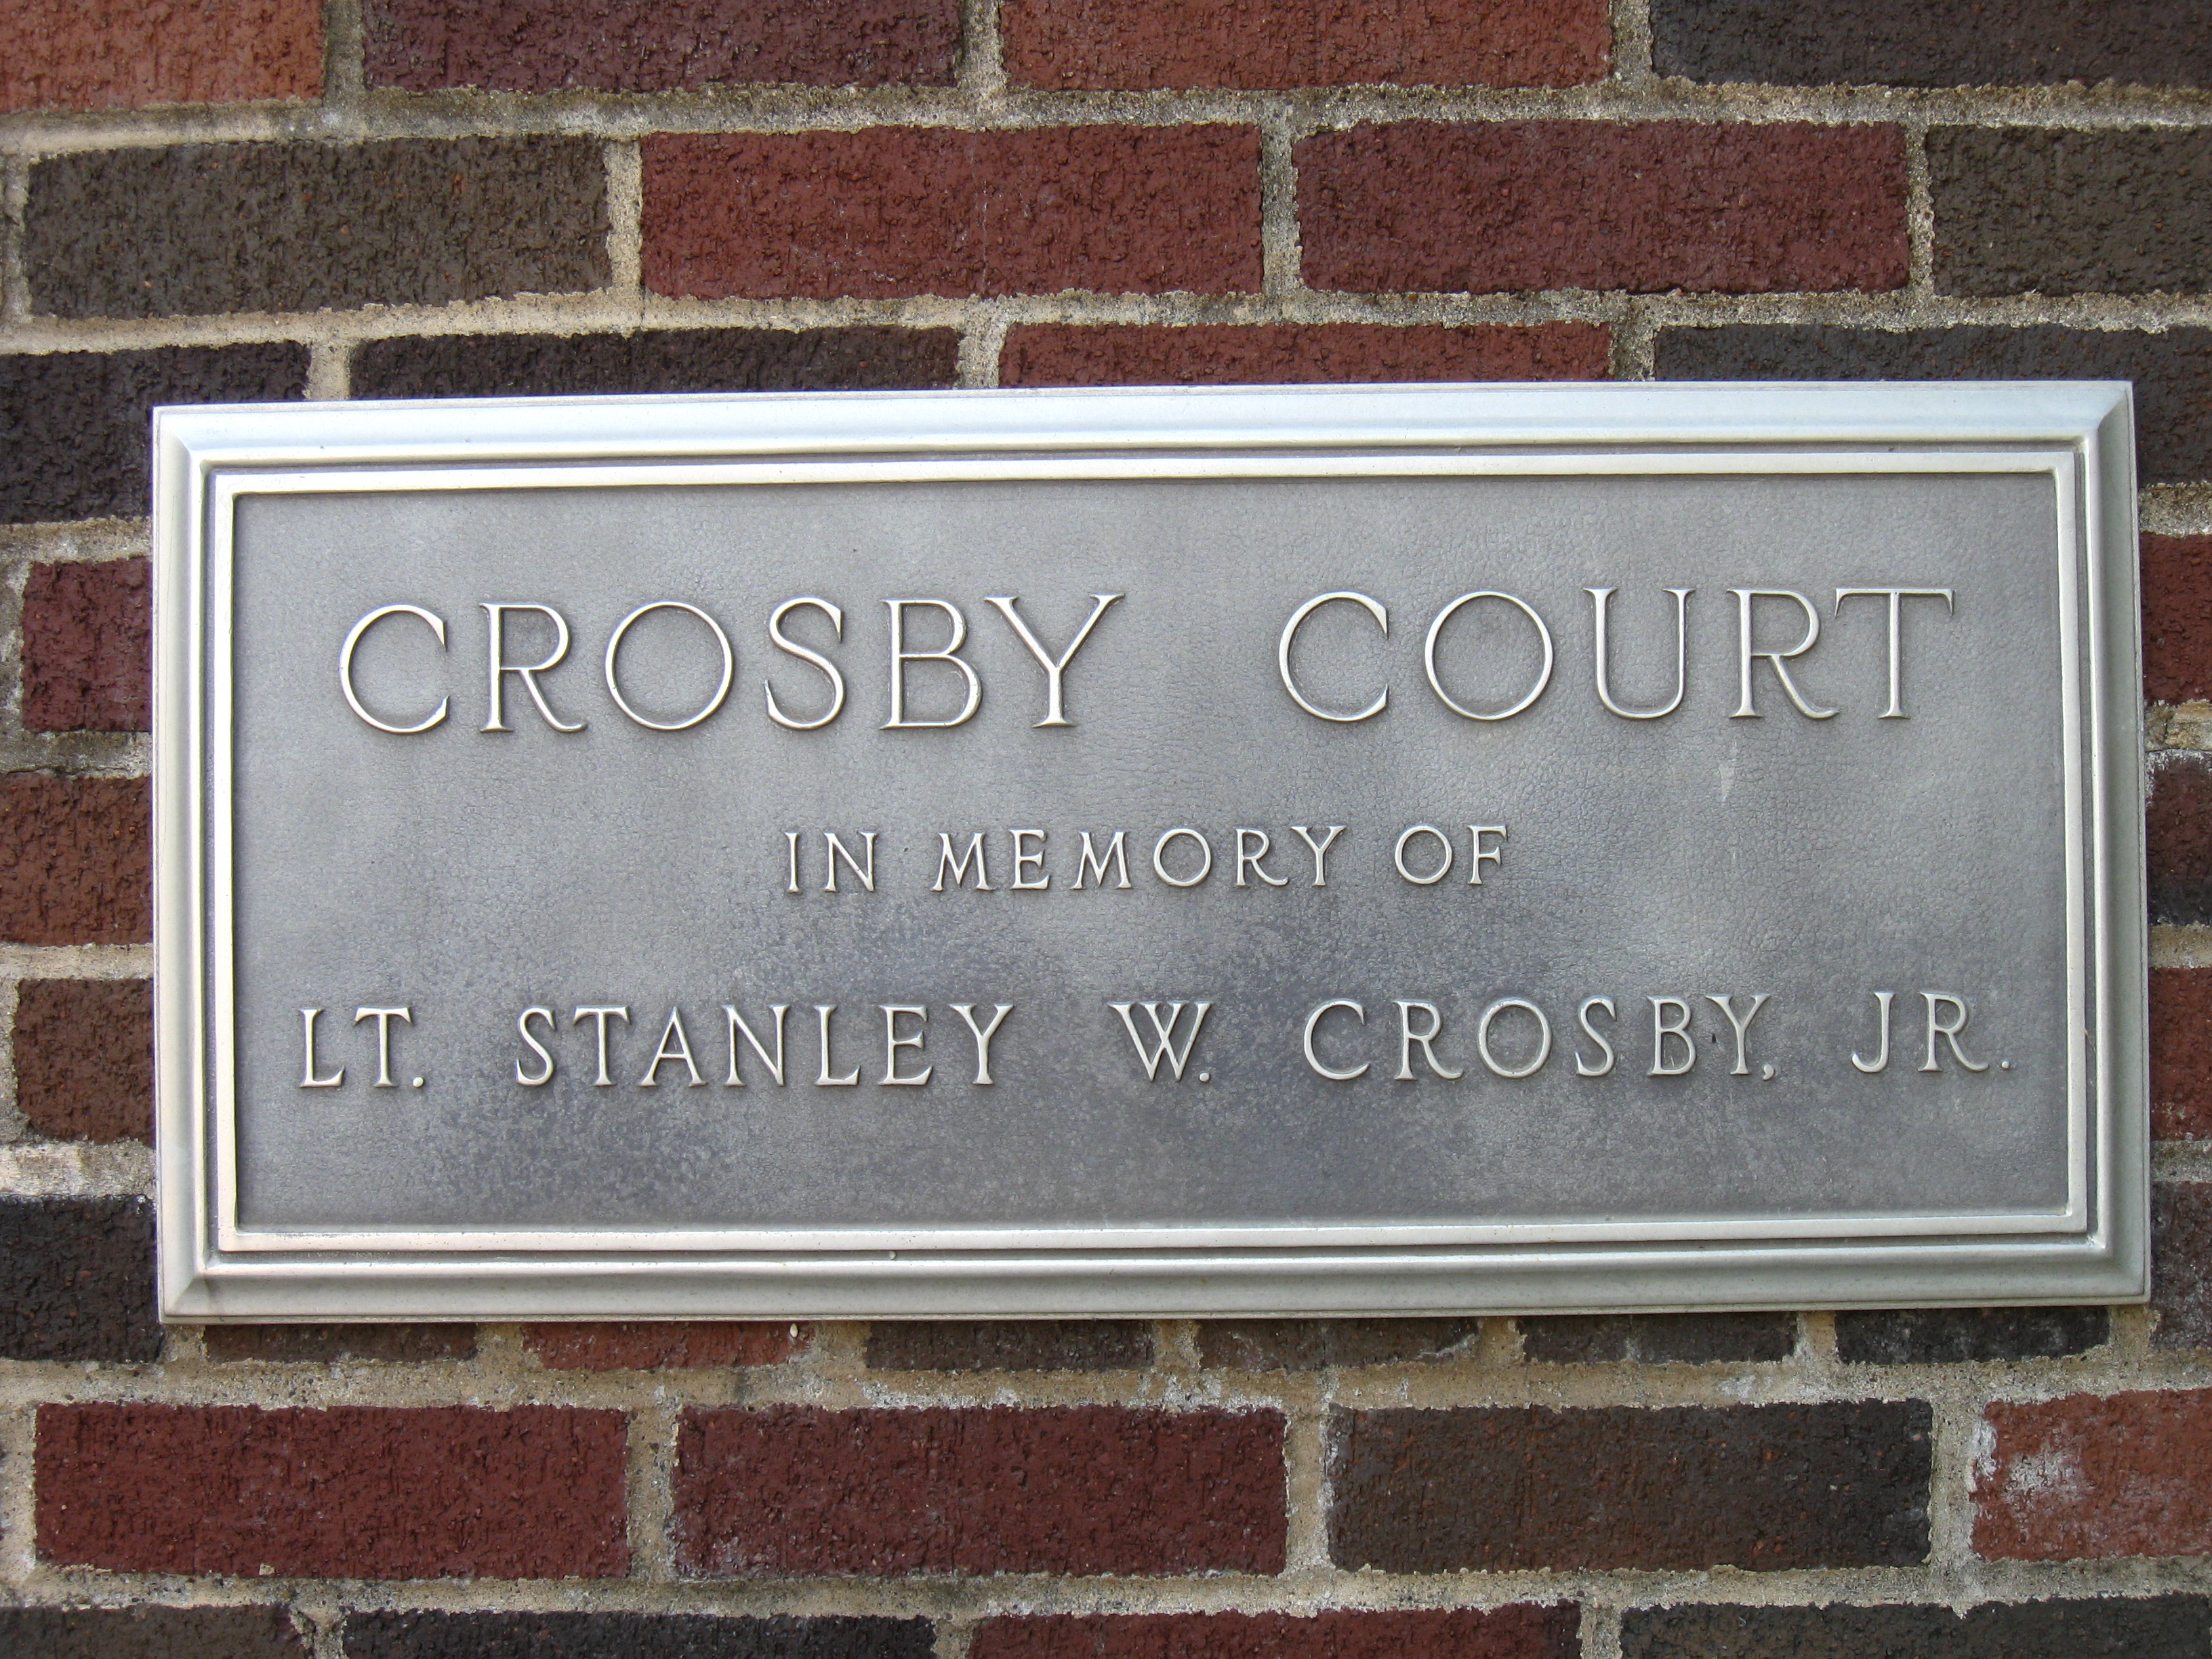 CROSBY COURT
IN MEMORY OF
LT. STANLEY W. CROSBY, JR.